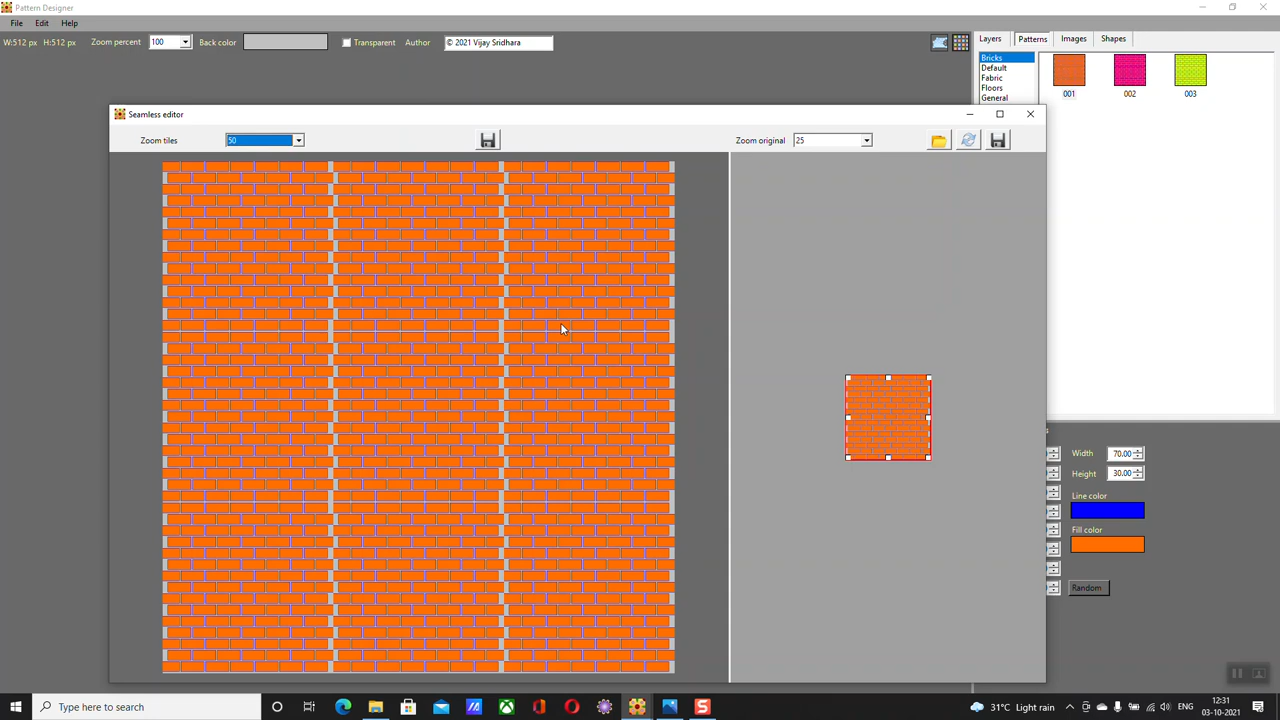 Pattern Designer
File Edit Help
W:512 px H:512 px Zoom percent 100 Back color Transparent Author © 2021 Vijay Sridhara
Layers Patterns Images Shapes
Bricks
Default
Fabric
Floors
General
001 002 003
Seamless editor
Zoom tiles 50 Zoom original 25
Width 70.00
Height 30.00
Line color
Fill color
Random
Type here to search
31°C Light rain ENG 12:31
03-10-2021